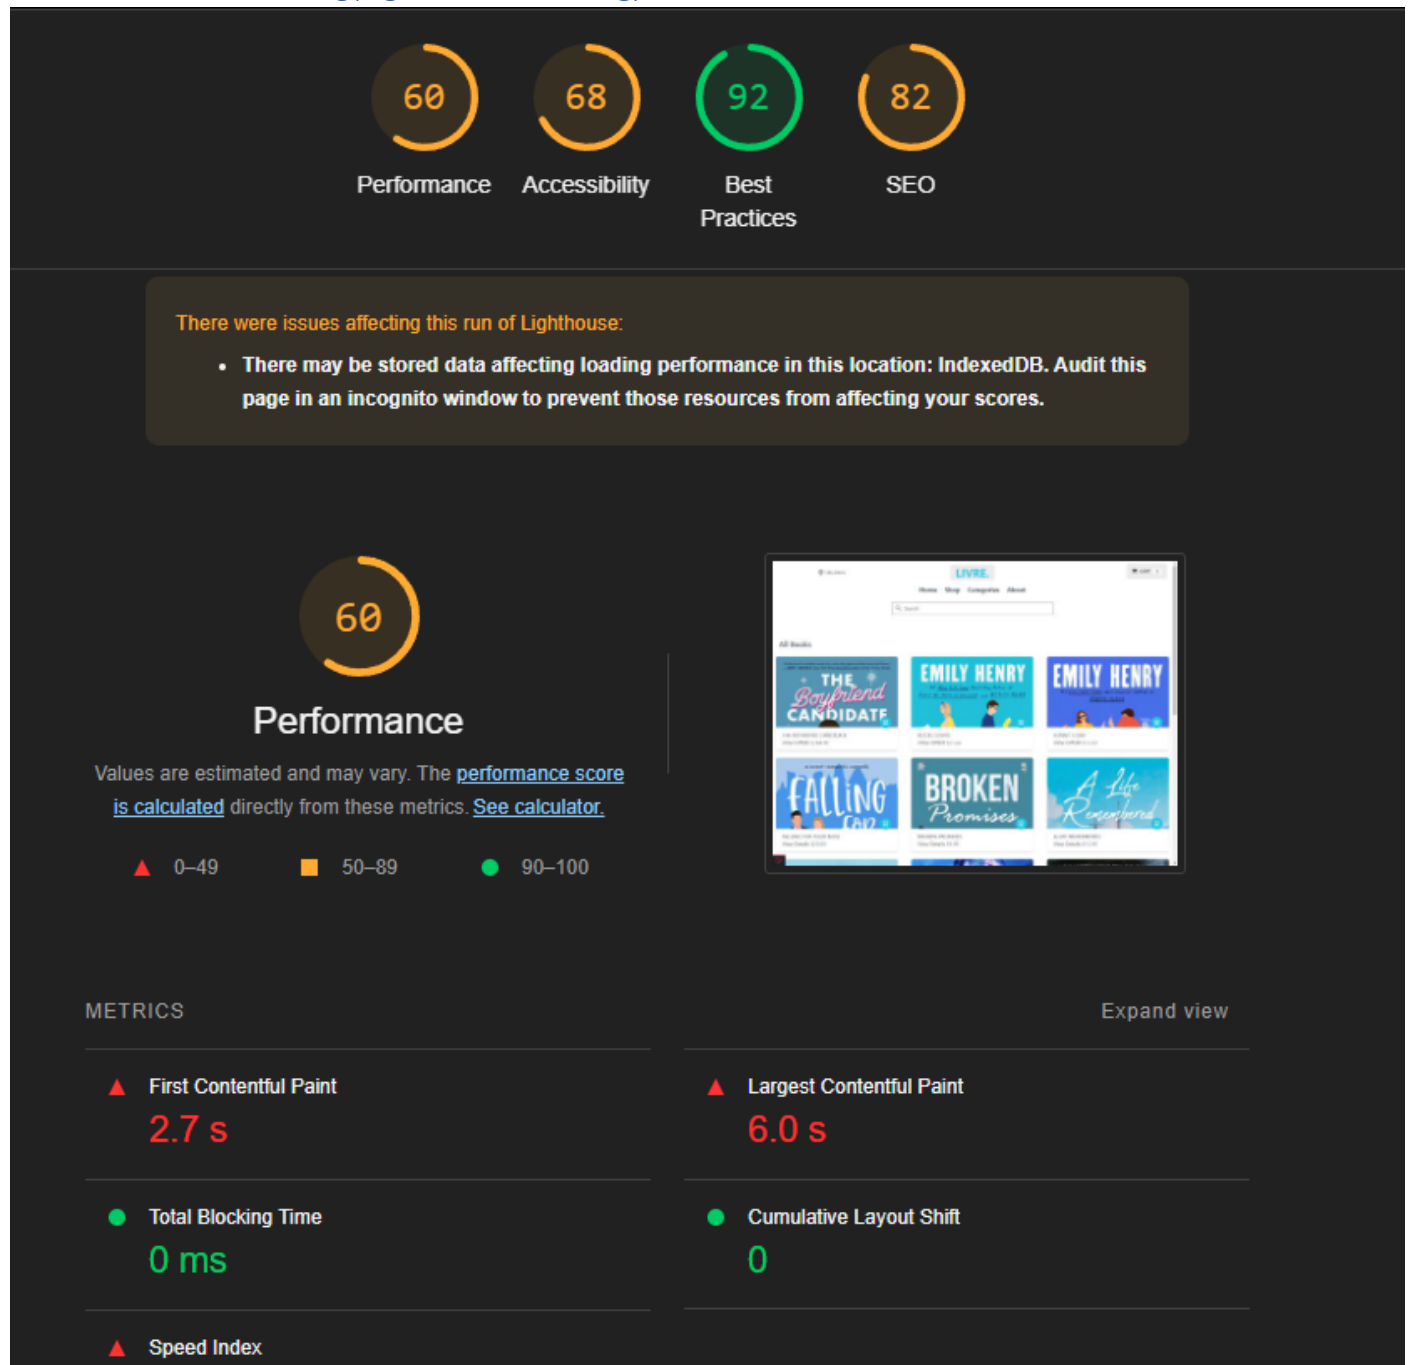 60
68
92
82
Performance
Accessibility
Best
Practices
SEO
There were issues affecting this run of Lighthouse:
• There may be stored data affecting loading performance in this location: IndexedDB. Audit this
page in an incognito window to prevent those resources from affecting your scores.
60
Performance
Values are estimated and may vary. The performance score
is calculated directly from these metrics. See calculator.
0–49
50–89
90–100
LIVRE.
Home Shop Categories About
Search
All Books
THE
Boyfriend
CANDIDATE
EMILY HENRY
EMILY HENRY
FALLING
BROKEN
Promises
A Life
Remembered
METRICS
Expand view
First Contentful Paint
2.7 s
Largest Contentful Paint
6.0 s
Total Blocking Time
0 ms
Cumulative Layout Shift
0
Speed Index